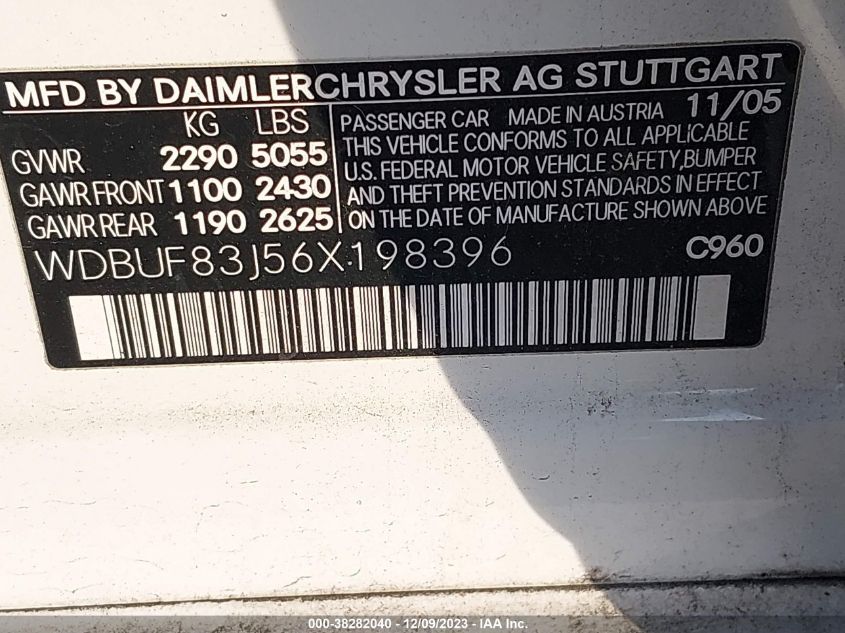 MFD BY DAIMLERCHRYSLER AG STUTTGART
KG LBS
GVWR 2290 5055
GAWR FRONT 1100 2430
GAWR REAR 1190 2625
PASSENGER CAR MADE IN AUSTRIA 11/05
THIS VEHICLE CONFORMS TO ALL APPLICABLE
U.S. FEDERAL MOTOR VEHICLE SAFETY, BUMPER
AND THEFT PREVENTION STANDARDS IN EFFECT
ON THE DATE OF MANUFACTURE SHOWN ABOVE
WDBUF83J56X198396 C960
000-38282040 - 12/09/2023 - IAA Inc.